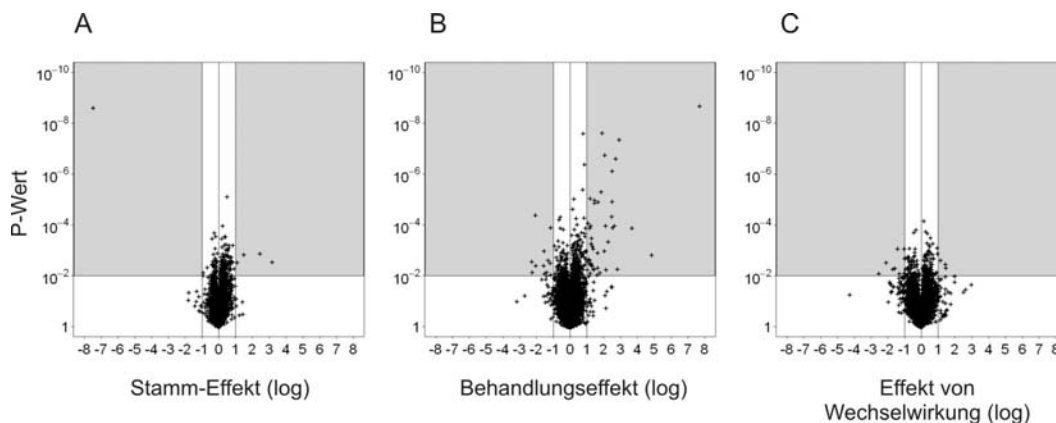 A B C
10⁻¹⁰ 10⁻¹⁰ 10⁻¹⁰
10⁻⁸ 10⁻⁸ 10⁻⁸
10⁻⁶ 10⁻⁶ 10⁻⁶
10⁻⁴ 10⁻⁴ 10⁻⁴
10⁻² 10⁻² 10⁻²
1 1 1
P-Wert
-8 -7 -6 -5 -4 -3 -2 -1 0 1 2 3 4 5 6 7 8
-8 -7 -6 -5 -4 -3 -2 -1 0 1 2 3 4 5 6 7 8
-8 -7 -6 -5 -4 -3 -2 -1 0 1 2 3 4 5 6 7 8
Stamm-Effekt (log)
Behandlungseffekt (log)
Effekt von
Wechselwirkung (log)